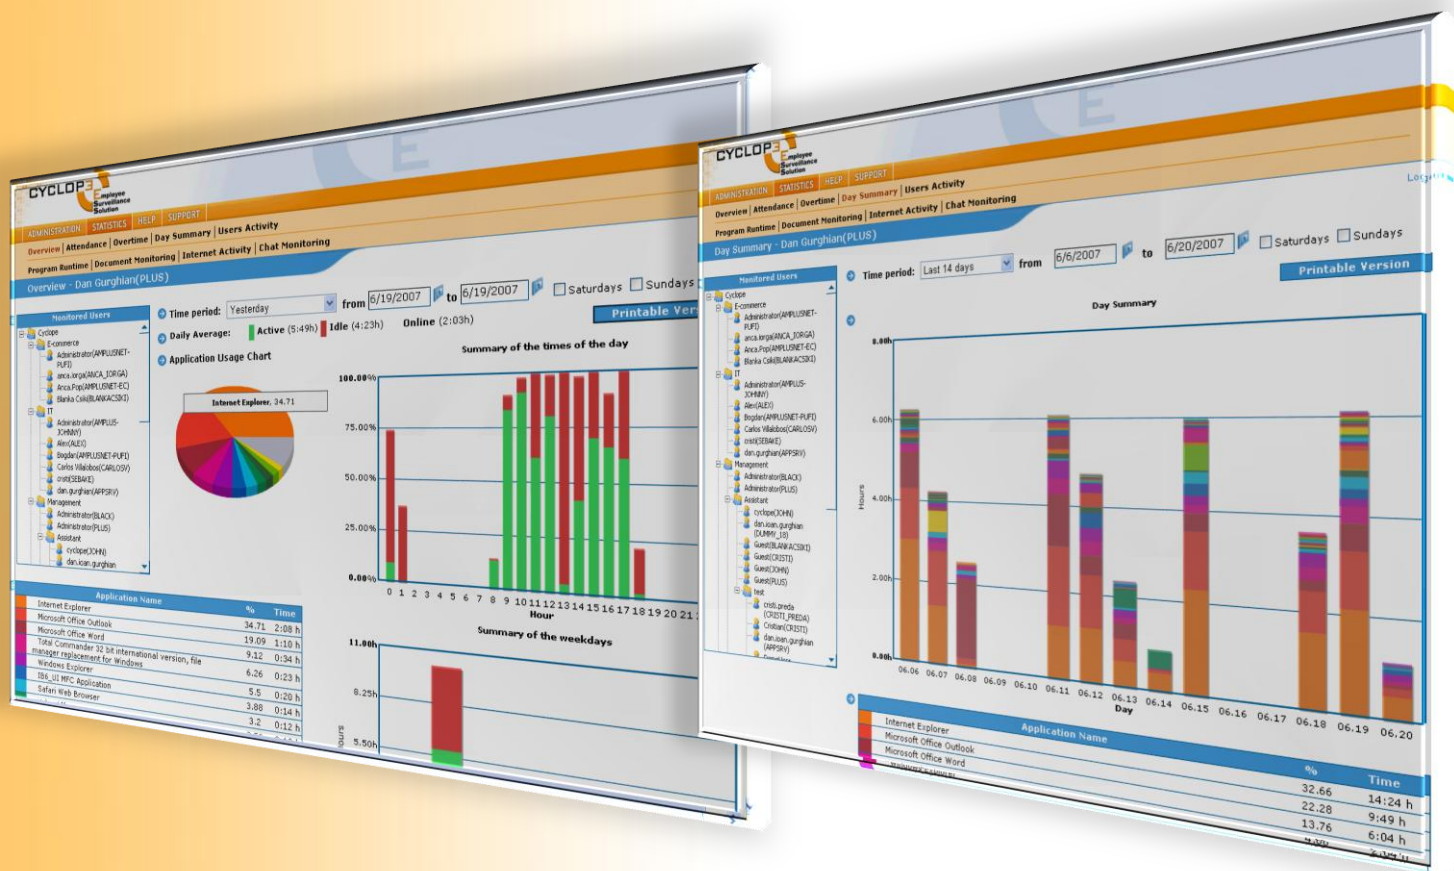 E
CYCLOP3
Employee
Surveillance
Solution
ADMINISTRATION STATISTICS HELP SUPPORT
Overview | Attendance | Overtime | Day Summary | Users Activity
Program Runtime | Document Monitoring | Internet Activity | Chat Monitoring
Overview - Dan Gurghian(PLUS)
Monitored Users
Cyclope
E-commerce
Administrator(AMPLUSNET-
PUFI)
anca.iorga(ANCA_IORGA)
Anca.Pop(AMPLUSNET-EC)
Blanka Csiki(BLANKACSIKI)
IT
Administrator(AMPLUS-
JOHNNY)
Alex(ALEX)
Bogdan(AMPLUSNET-PUFI)
Carlos Villalobos(CARLOSV)
cristi(SEBAKE)
dan.gurghian(APPSRV)
Management
Administrator(BLACK)
Administrator(PLUS)
Assistant
cyclope(JOHN)
dan.ioan.gurghian
Time period: Yesterday from 6/19/2007 to 6/19/2007 Saturdays Sundays
Printable Ver
Daily Average: Active (5:49h) Idle (4:23h) Online (2:03h)
Application Usage Chart
Internet Explorer, 34.71
Summary of the times of the day
100.00%
75.00%
50.00%
25.00%
0.00%
0 1 2 3 4 5 6 7 8 9 10 11 12 13 14 15 16 17 18 19 20 21
Hour
Summary of the weekdays
11.00h
8.25h
5.50h
Application Name % Time
Internet Explorer 34.71 2:08 h
Microsoft Office Outlook 19.09 1:10 h
Microsoft Office Word 9.12 0:34 h
Total Commander 32 bit international version, file
manager replacement for Windows 6.26 0:23 h
Windows Explorer 5.5 0:20 h
IB6_UI MFC Application 3.88 0:14 h
Safari Web Browser 3.2 0:12 h
E
CYCLOP3
Employee
Surveillance
Solution
ADMINISTRATION STATISTICS HELP SUPPORT
Overview | Attendance | Overtime | Day Summary | Users Activity
Program Runtime | Document Monitoring | Internet Activity | Chat Monitoring
Day Summary - Dan Gurghian(PLUS)
Monitored Users
Cyclope
E-commerce
Administrator(AMPLUSNET-
PUFI)
anca.iorga(ANCA_IORGA)
Anca.Pop(AMPLUSNET-EC)
Blanka Csiki(BLANKACSIKI)
IT
Administrator(AMPLUS-
JOHNNY)
Alex(ALEX)
Bogdan(AMPLUSNET-PUFI)
Carlos Villalobos(CARLOSV)
cristi(SEBAKE)
dan.gurghian(APPSRV)
Management
Administrator(BLACK)
Administrator(PLUS)
Assistant
cyclope(JOHN)
dan.ioan.gurghian
(DUMMY_18)
Guest(BLANKACSIKI)
Guest(CRISTI)
Guest(JOHN)
Guest(PLUS)
test
cristi.preda
(CRISTI_PREDA)
Cristian(CRISTI)
dan.ioan.gurghian
(APPSRV)
Time period: Last 14 days from 6/6/2007 to 6/20/2007 Saturdays Sundays
Printable Version
Day Summary
8.00h
6.00h
4.00h
2.00h
0.00h
Hours
06.06 06.07 06.08 06.09 06.10 06.11 06.12 06.13 06.14 06.15 06.16 06.17 06.18 06.19 06.20
Day
Application Name % Time
Internet Explorer 32.66 14:24 h
Microsoft Office Outlook 22.28 9:49 h
Microsoft Office Word 13.76 6:04 h